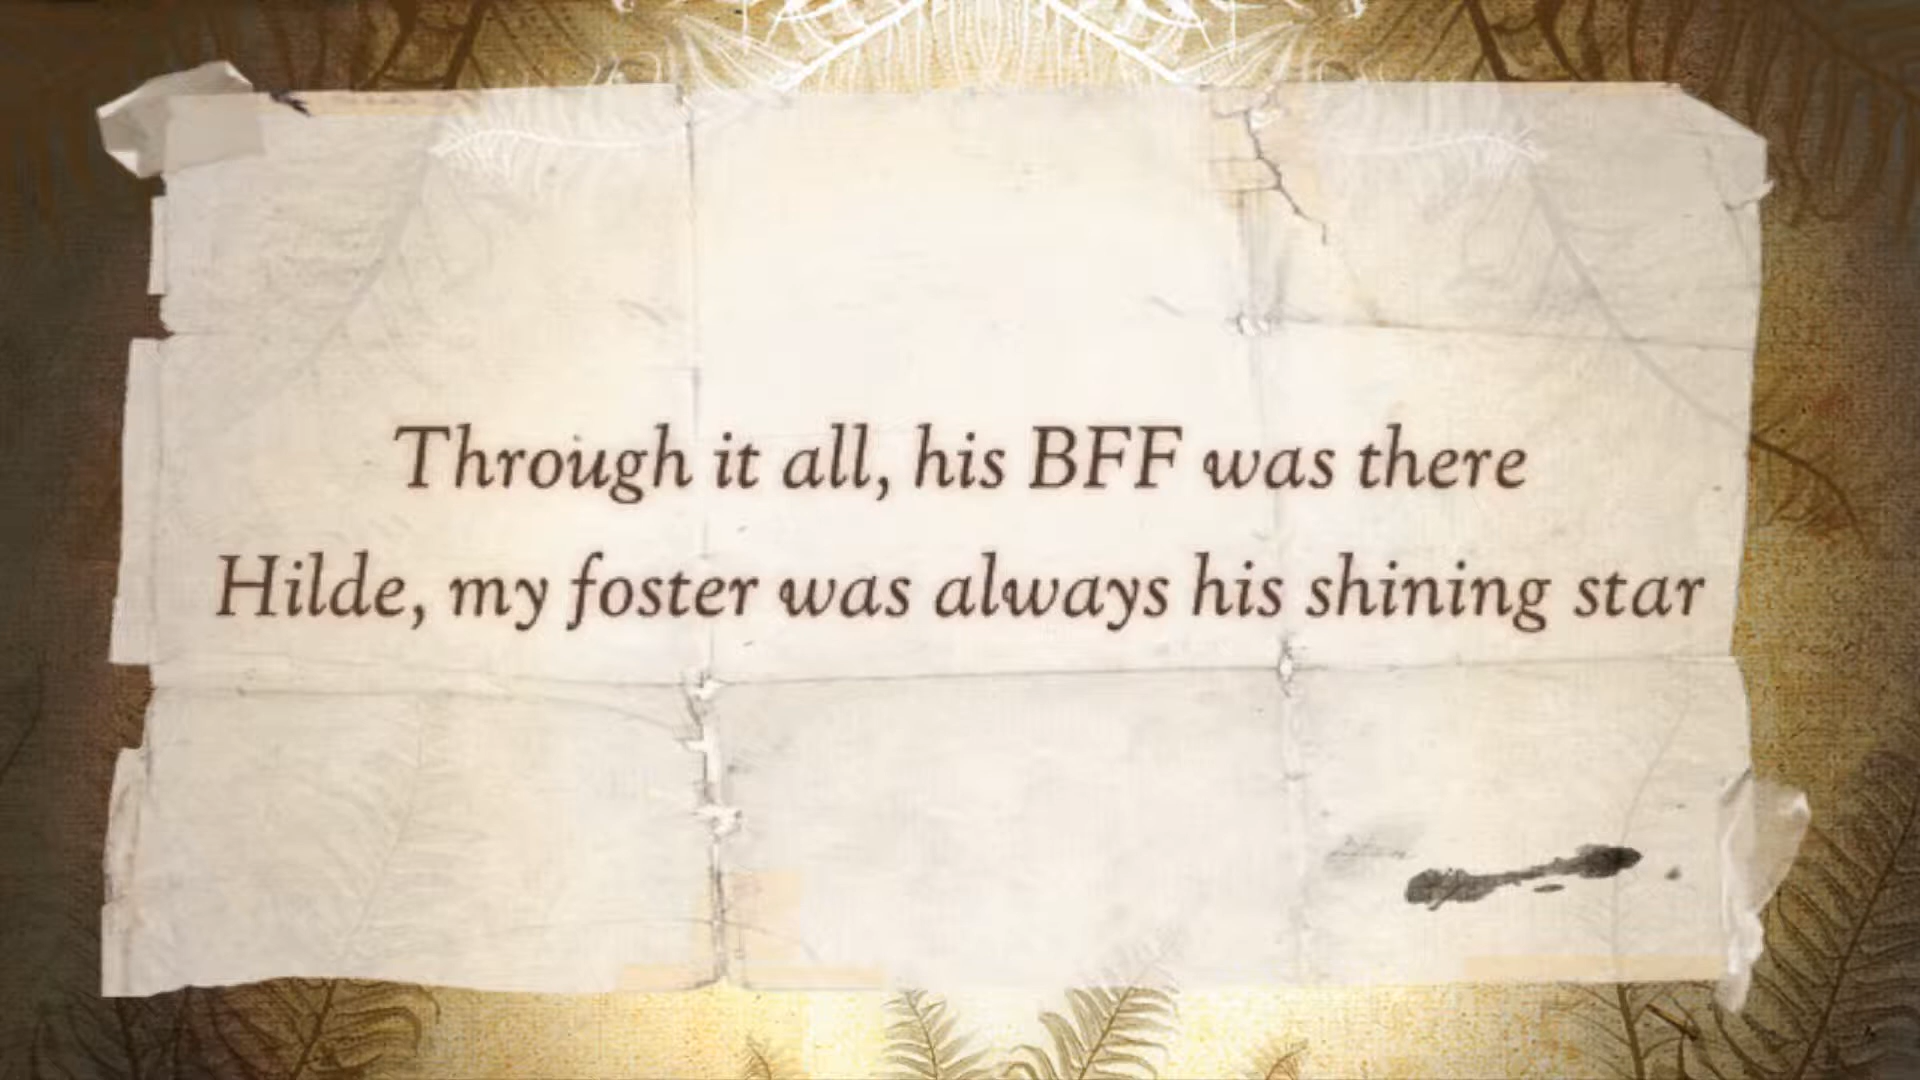 Through it all, his BFF was there
Hilde, my foster was always his shining star